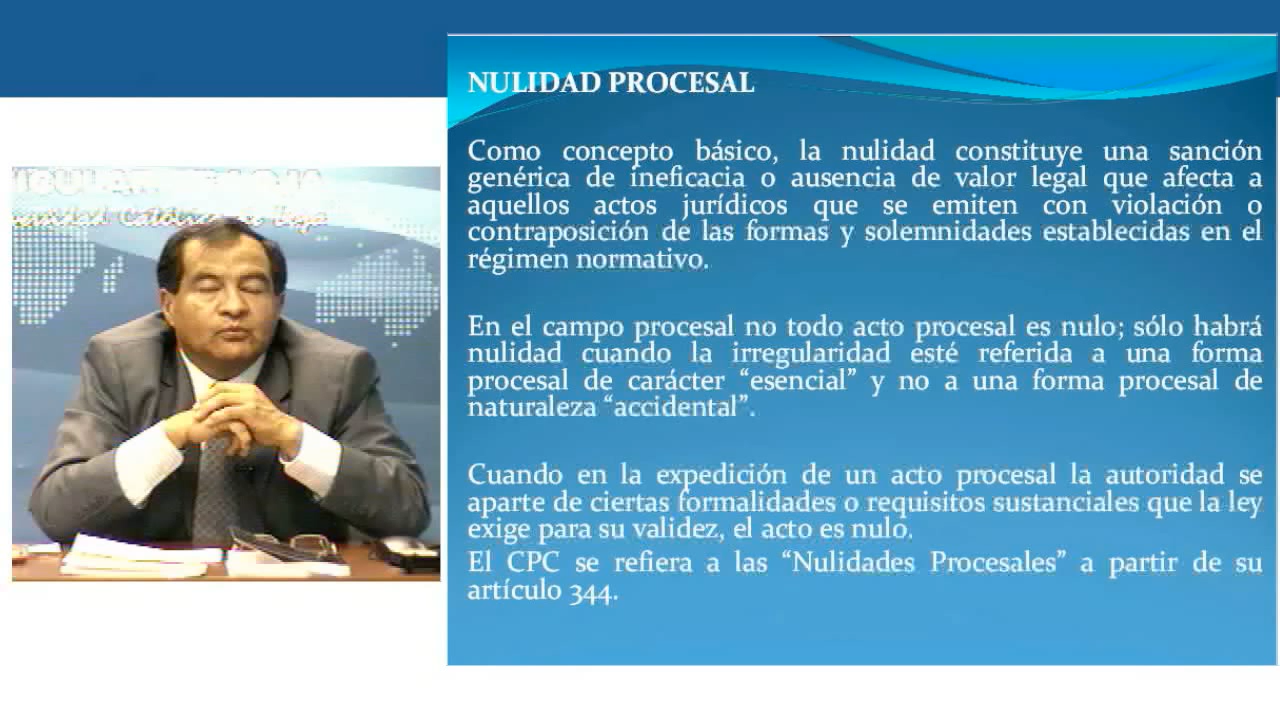 NULIDAD PROCESAL
Como concepto básico, la nulidad constituye una sanción
genérica de ineficacia o ausencia de valor legal que afecta a
aquellos actos jurídicos que se emiten con violación o
contraposición de las formas y solemnidades establecidas en el
régimen normativo.
En el campo procesal no todo acto procesal es nulo; sólo habrá
nulidad cuando la irregularidad esté referida a una forma
procesal de carácter “esencial” y no a una forma procesal de
naturaleza “accidental”.
Cuando en la expedición de un acto procesal la autoridad se
aparte de ciertas formalidades o requisitos sustanciales que la ley
exige para su validez, el acto es nulo.
El CPC se refiera a las “Nulidades Procesales” a partir de su
artículo 344.